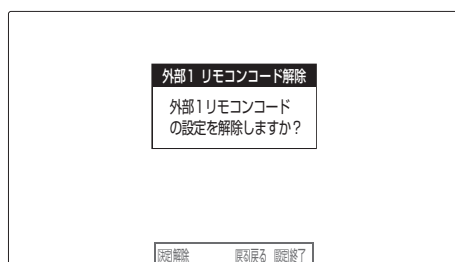 外部1 リモコンコード解除
外部1リモコンコード
の設定を解除しますか？
決定解除 戻る戻る 設定終了